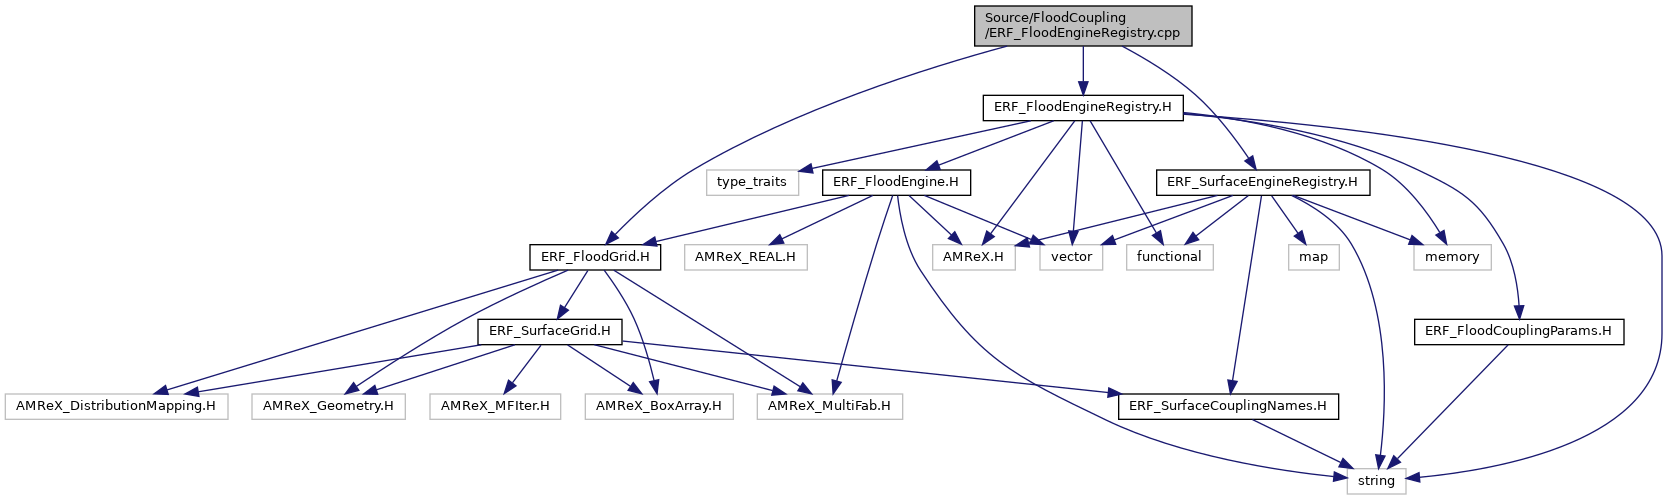 Source/FloodCoupling
/ERF_FloodEngineRegistry.cpp
ERF_FloodEngineRegistry.H
type_traits
ERF_FloodEngine.H
ERF_SurfaceEngineRegistry.H
ERF_FloodGrid.H
AMReX_REAL.H
AMReX.H
vector
functional
map
memory
ERF_SurfaceGrid.H
ERF_FloodCouplingParams.H
AMReX_DistributionMapping.H
AMReX_Geometry.H
AMReX_MFIter.H
AMReX_BoxArray.H
AMReX_MultiFab.H
ERF_SurfaceCouplingNames.H
string